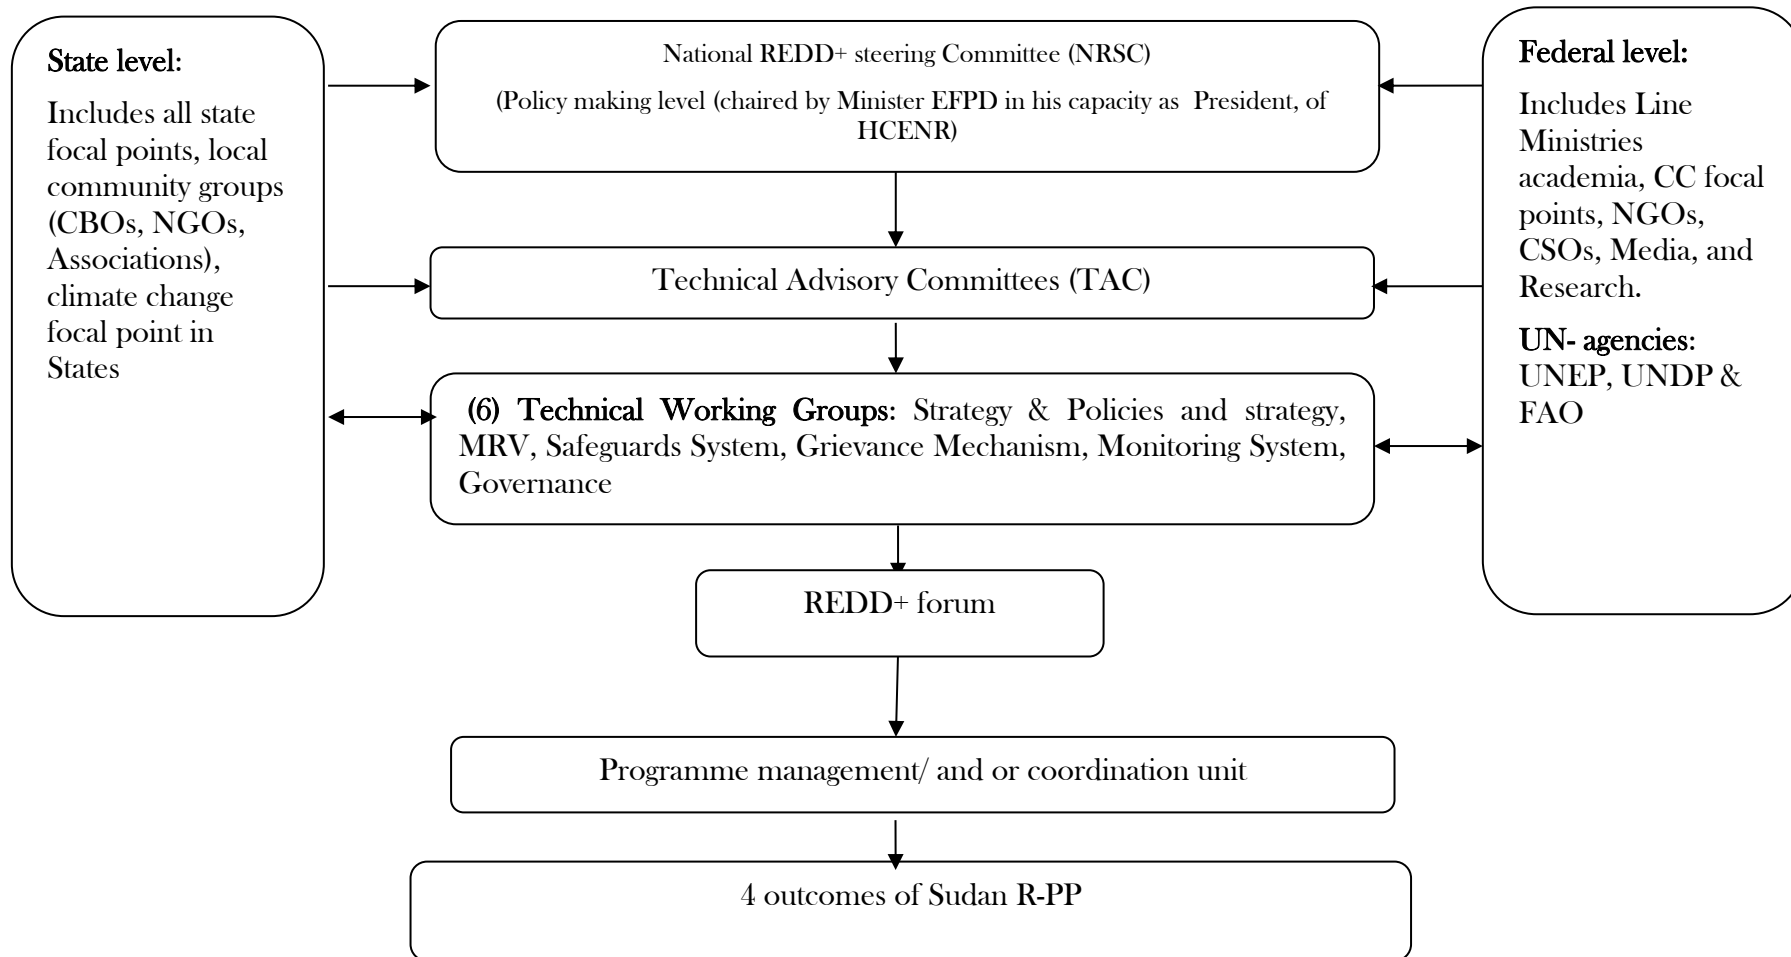 State level:
Includes all state
focal points, local
community groups
(CBOs, NGOs,
Associations),
climate change
focal point in
States
National REDD+ steering Committee (NRSC)
(Policy making level (chaired by Minister EFPD in his capacity as President, of
HCENR)
Technical Advisory Committees (TAC)
(6) Technical Working Groups: Strategy & Policies and strategy,
MRV, Safeguards System, Grievance Mechanism, Monitoring System,
Governance
REDD+ forum
Programme management/ and or coordination unit
4 outcomes of Sudan R-PP
Federal level:
Includes Line
Ministries
academia, CC focal
points, NGOs,
CSOs, Media, and
Research.
UN- agencies:
UNEP, UNDP &
FAO